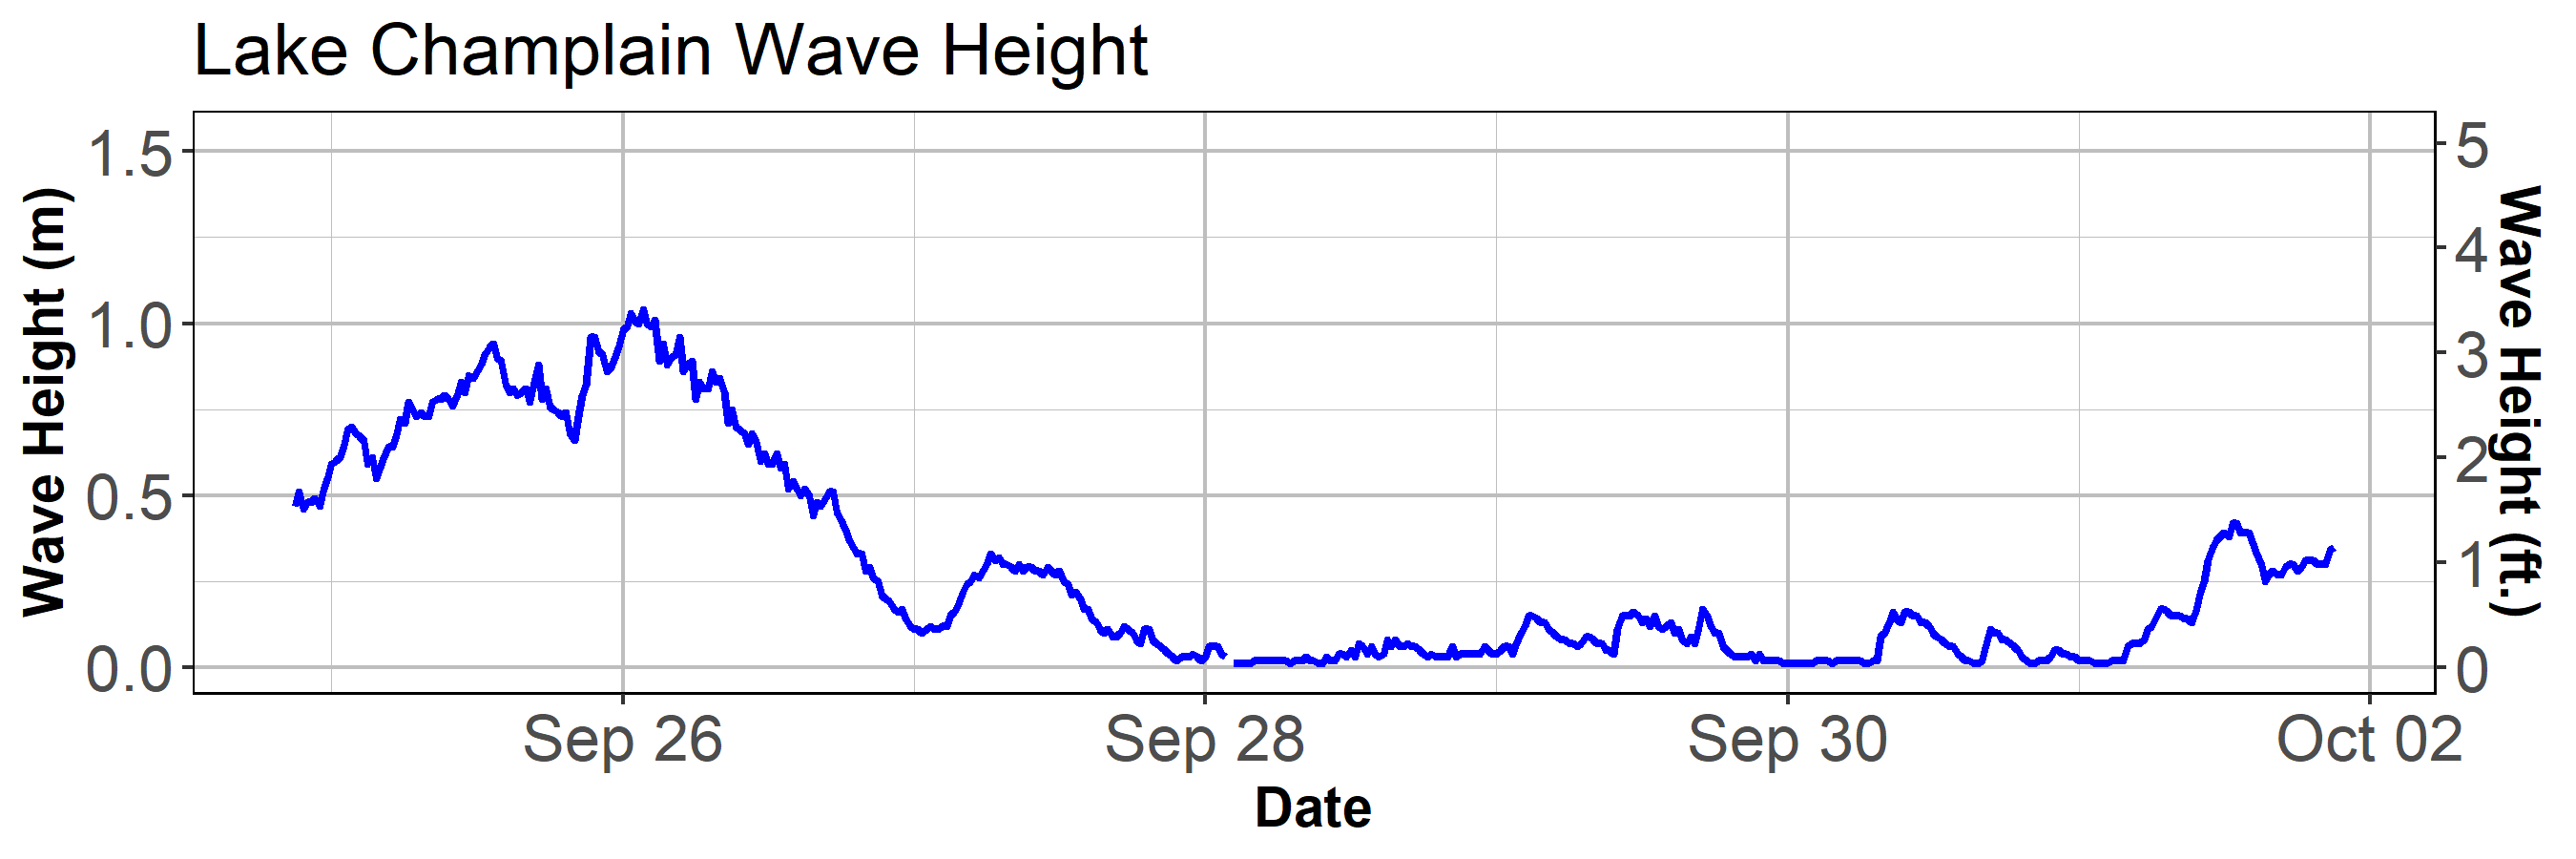 Lake Champlain Wave Height
Wave Height (m)
1.5
1.0
0.5
0.0
5
4
3
2
1
0
Wave Height (ft.)
Sep 26
Sep 28
Sep 30
Oct 02
Date